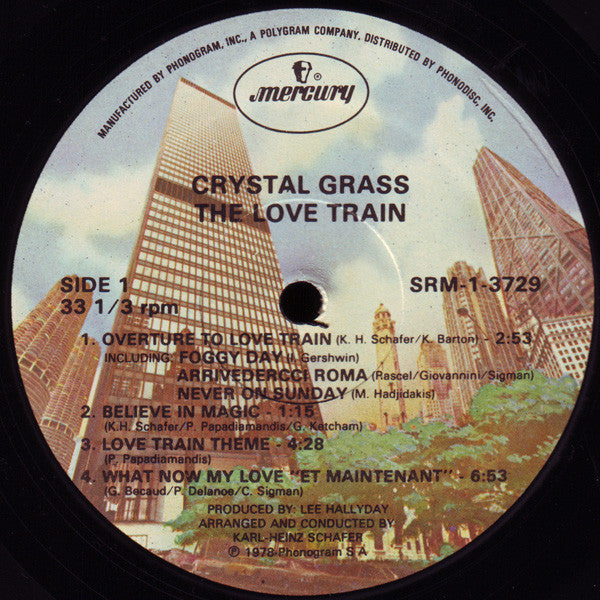 MANUFACTURED BY PHONOGRAM, INC., A POLYGRAM COMPANY. DISTRIBUTED BY PHONODISC, INC.
®
mercury
CRYSTAL GRASS
THE LOVE TRAIN
SIDE 1
33 1/3 rpm
SRM-1-3729
1. OVERTURE TO LOVE TRAIN (K. H. Schafer/K. Barton) - 2:53
INCLUDING: FOGGY DAY (I. Gershwin)
ARRIVEDERCCI ROMA (Rascel/Giovannini/Sigman)
NEVER ON SUNDAY (M. Hadjidakis)
2. BELIEVE IN MAGIC - 1:15
(K.H. Schafer/P. Papadiamandis/G. Ketcham)
3. LOVE TRAIN THEME - 4:28
(P. Papadiamandis)
4. WHAT NOW MY LOVE "ET MAINTENANT" - 6:53
(G. Becaud/P. Delanoe/C. Sigman)
PRODUCED BY: LEE HALLYDAY
ARRANGED AND CONDUCTED BY
KARL-HEINZ SCHAFER
℗ 1978-Phonogram S A